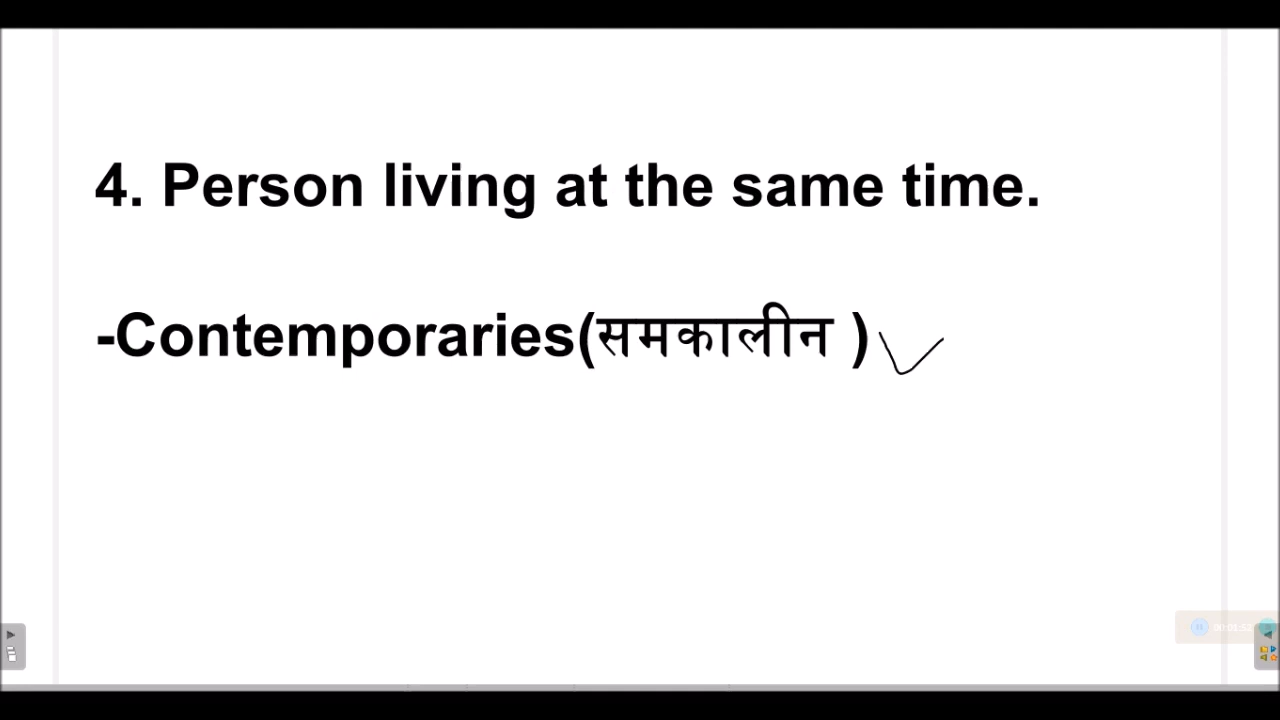 4. Person living at the same time.
-Contemporaries(समकालीन )